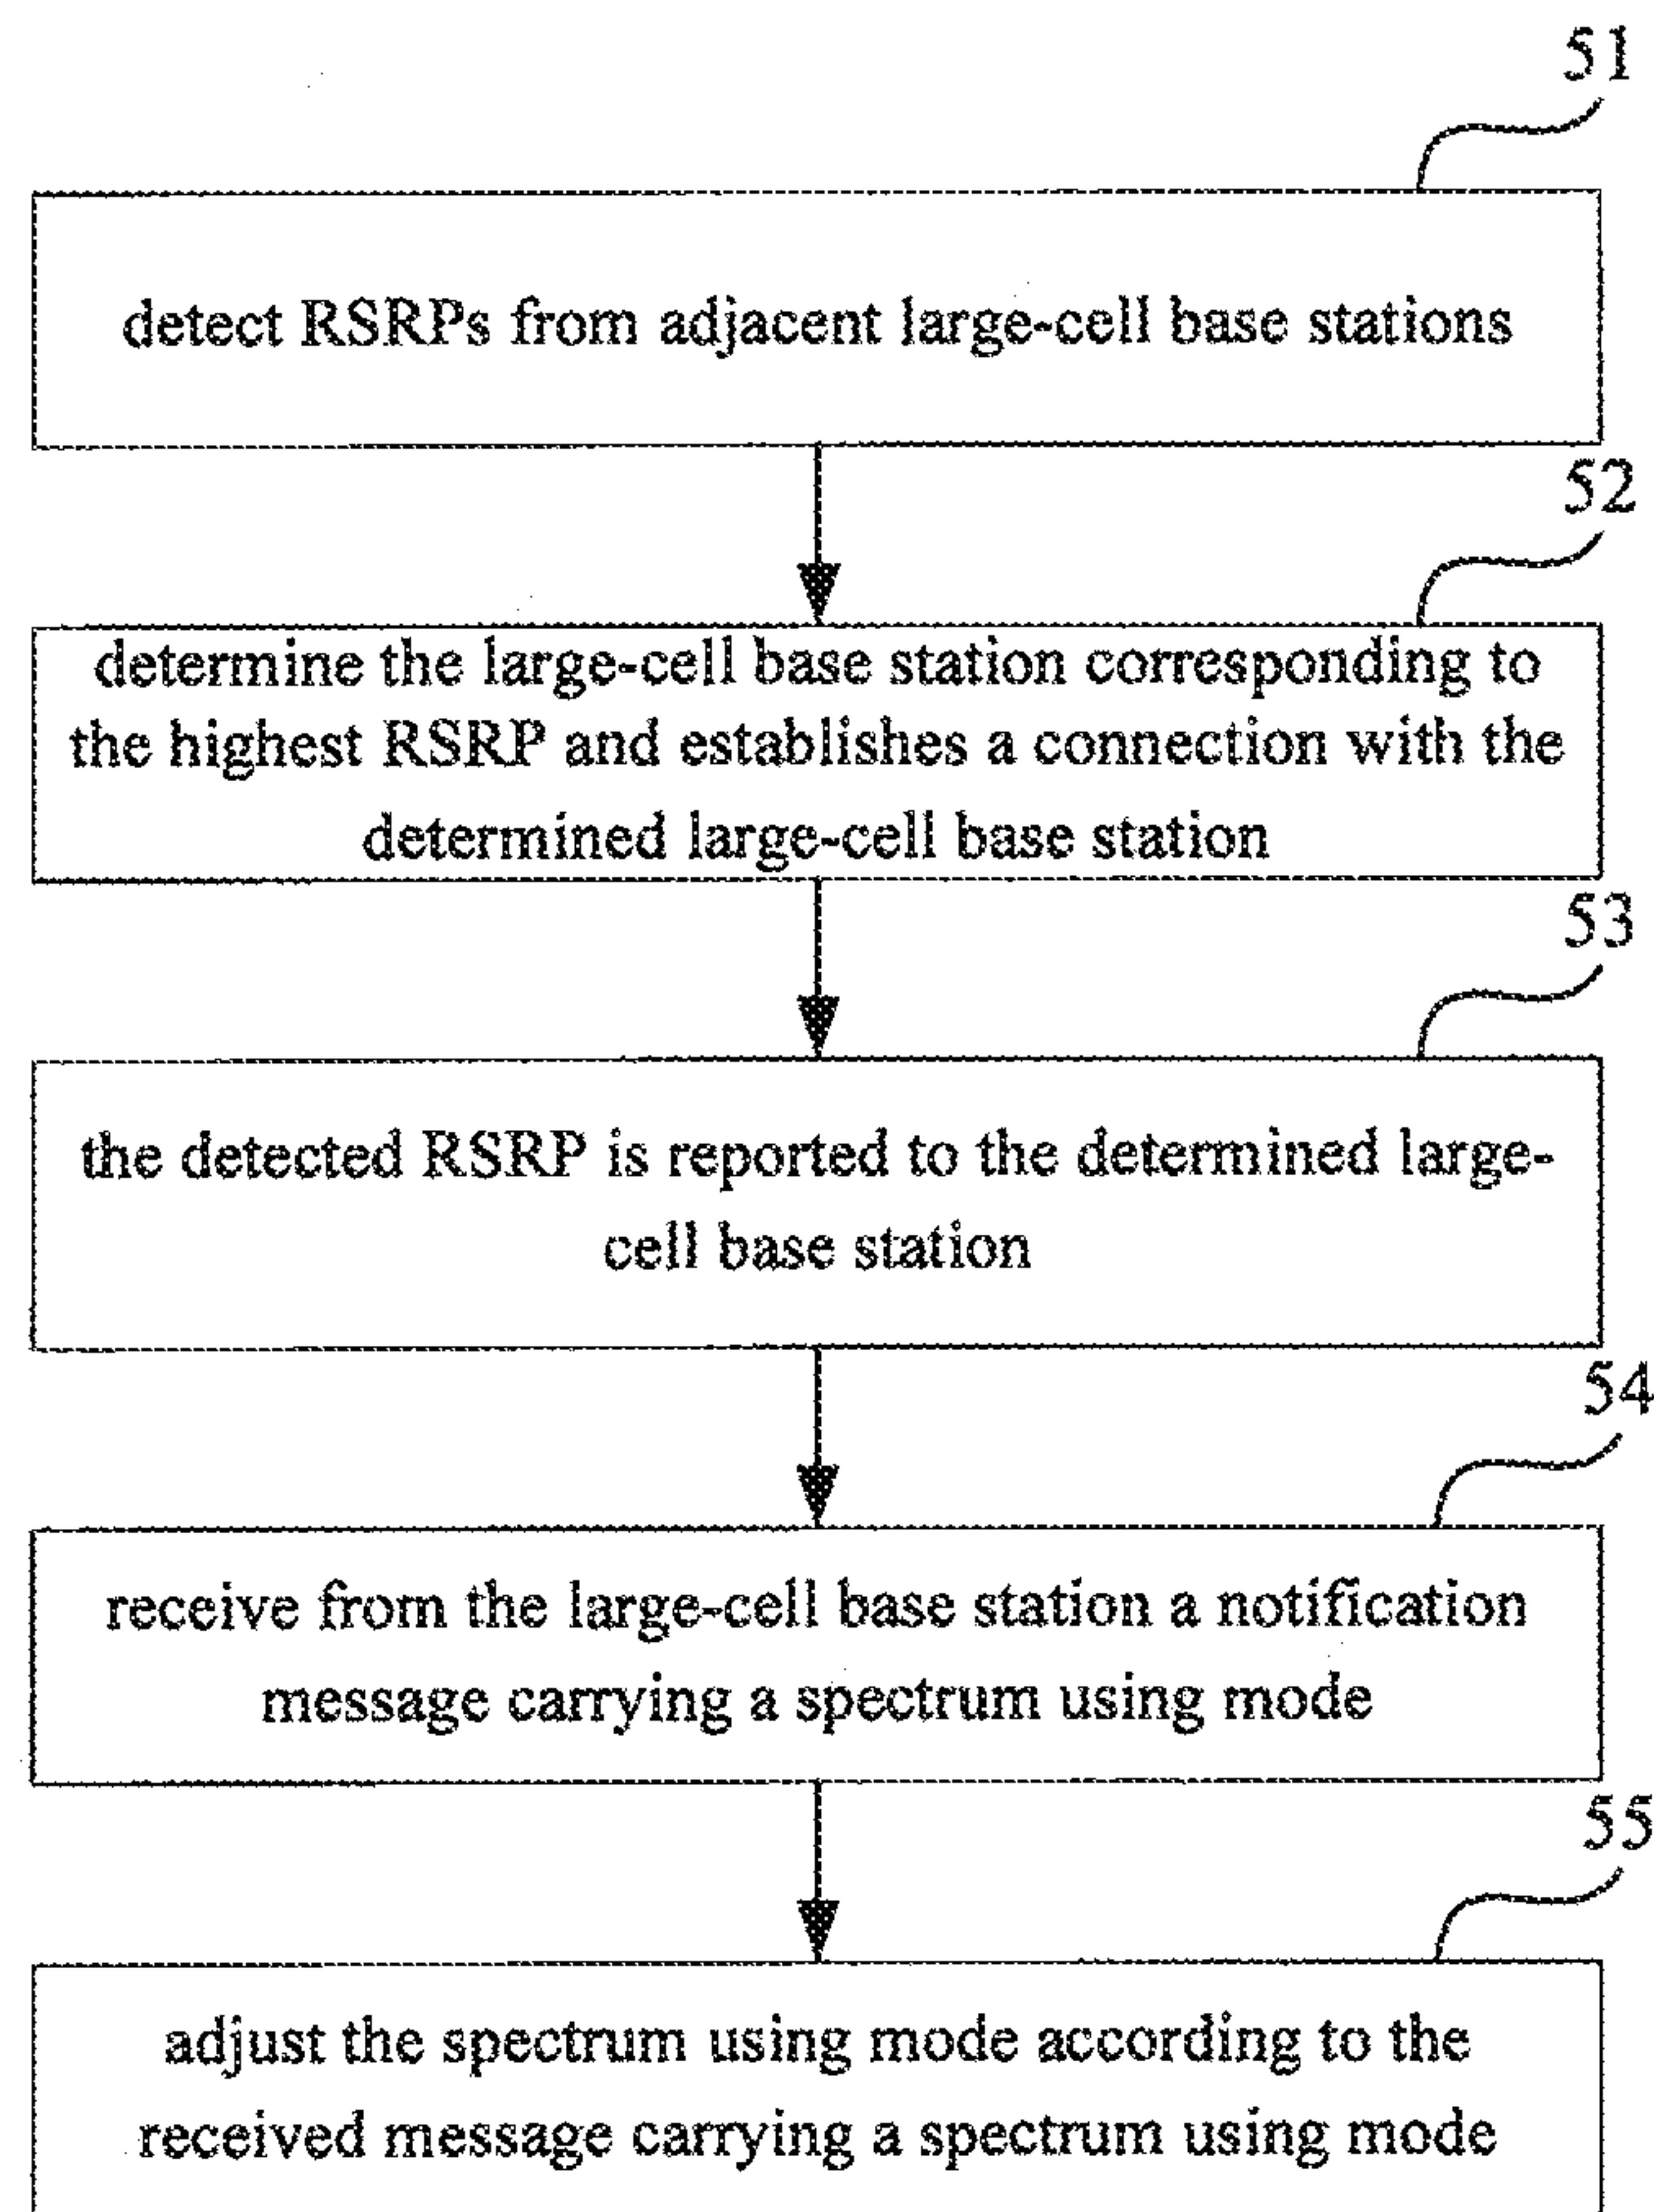 51
detect RSRPs from adjacent large-cell base stations
52
determine the large-cell base station corresponding to
the highest RSRP and establishes a connection with the
determined large-cell base station
53
the detected RSRP is reported to the determined large-
cell base station
54
receive from the large-cell base station a notification
message carrying a spectrum using mode
55
adjust the spectrum using mode according to the
received message carrying a spectrum using mode